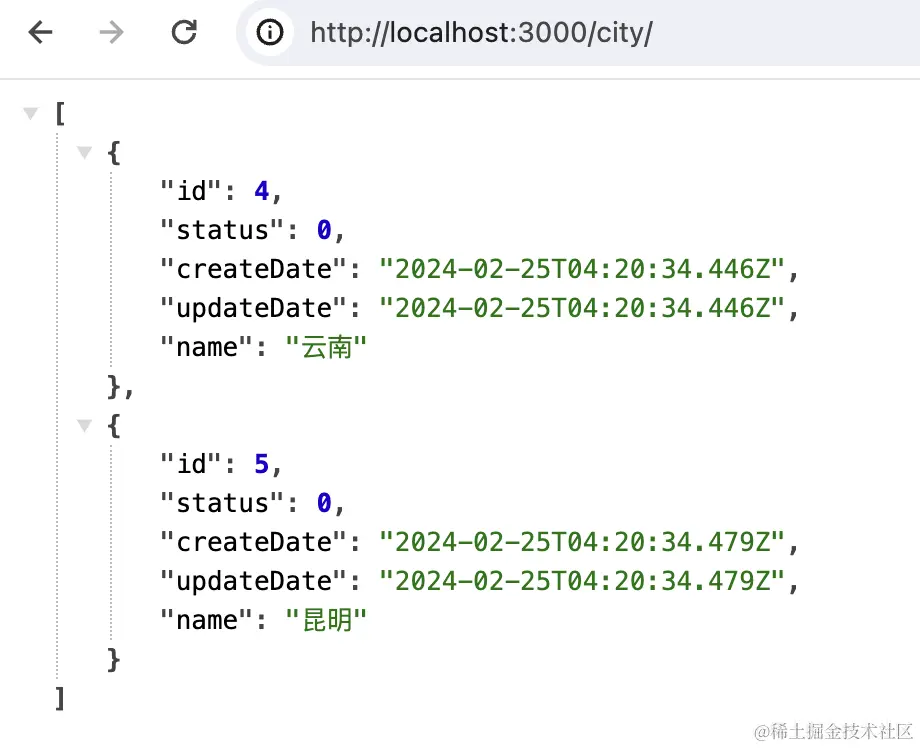 http://localhost:3000/city/
[
{
"id": 4,
"status": 0,
"createDate": "2024-02-25T04:20:34.446Z",
"updateDate": "2024-02-25T04:20:34.446Z",
"name": "云南"
},
{
"id": 5,
"status": 0,
"createDate": "2024-02-25T04:20:34.479Z",
"updateDate": "2024-02-25T04:20:34.479Z",
"name": "昆明"
}
]
@稀土掘金技术社区